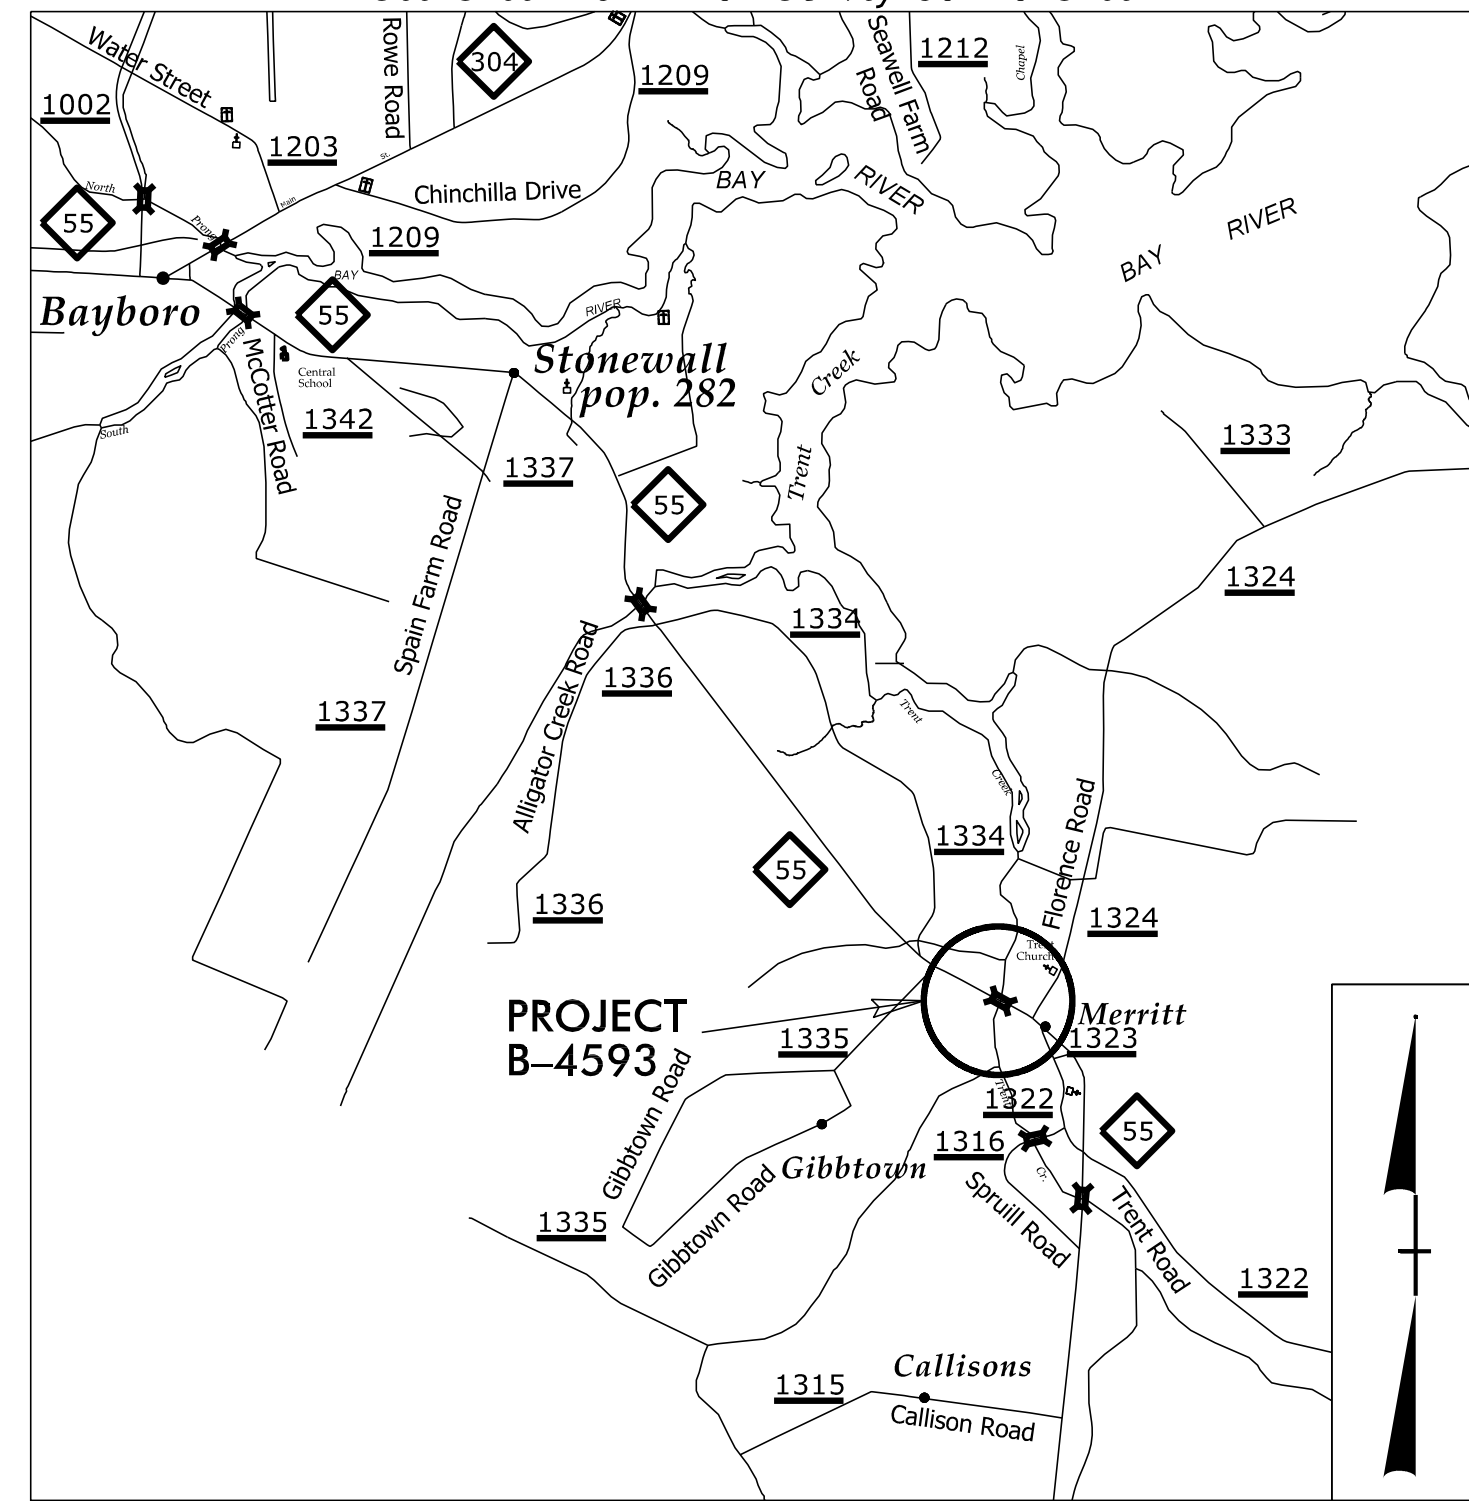 Water Street
Rowe Road
304
1209
Seawell Farm
Road
1212
Chapel
1002
1203
St.
North
Main
Chinchilla Drive
BAY
RIVER
RIVER
BAY
55
Prong
1209
BAY
RIVER
Bayboro
55
Prong
McCotter Road
Central
School
Stonewall
pop. 282
Creek
Trent
1342
South
1337
1333
55
Spain Farm Road
1324
1334
Alligator Creek Road
1336
1337
Trent
Creek
Florence Road
1334
55
1336
1324
Trent
Church
PROJECT
B–4593
Merritt
1323
1335
Gibbtown Road
Trent
1322
55
1316
Gibbtown
Cr.
Gibbtown Road
Spruill Road
Trent Road
1335
1322
Callisons
1315
Callison Road